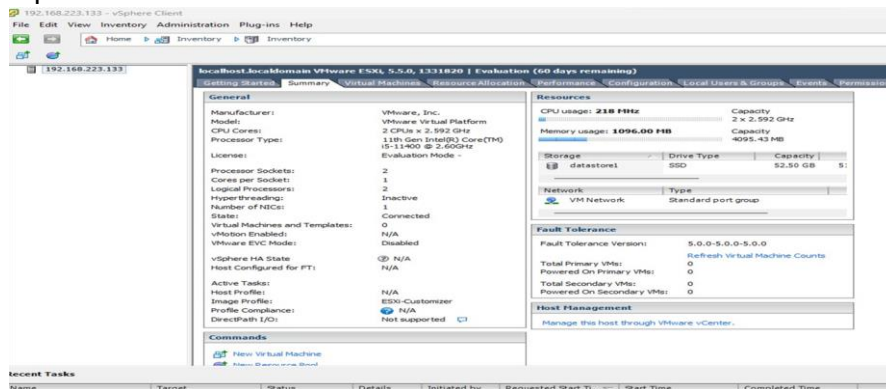 192.168.223.133 - vSphere Client
File Edit View Inventory Administration Plug-ins Help
Home Inventory Inventory
192.168.223.133
localhost.localdomain VMware ESXi, 5.5.0, 1331820 | Evaluation (60 days remaining)
Getting Started Summary Virtual Machines Resource Allocation Performance Configuration Local Users & Groups Events Permission
General
Manufacturer: VMware, Inc.
Model: VMware Virtual Platform
CPU Cores: 2 CPUs x 2.592 GHz
Processor Type: 11th Gen Intel(R) Core(TM)
i5-11400 @ 2.60GHz
License: Evaluation Mode -
Processor Sockets: 2
Cores per Socket: 1
Logical Processors: 2
Hyperthreading: Inactive
Number of NICs: 1
State: Connected
Virtual Machines and Templates: 0
vMotion Enabled: N/A
VMware EVC Mode: Disabled
vSphere HA State N/A
Host Configured for FT: N/A
Active Tasks:
Host Profile: N/A
Image Profile: ESXi-Customizer
Profile Compliance: N/A
DirectPath I/O: Not supported
Commands
New Virtual Machine
New Resource Pool
Resources
CPU usage: 218 MHz Capacity
2 x 2.592 GHz
Memory usage: 1096.00 MB Capacity
4095.43 MB
Storage Drive Type Capacity
datastore1 SSD 52.50 GB
Network Type
VM Network Standard port group
Fault Tolerance
Fault Tolerance Version: 5.0.0-5.0.0-5.0.0
Refresh Virtual Machine Counts
Total Primary VMs: 0
Powered On Primary VMs: 0
Total Secondary VMs: 0
Powered On Secondary VMs: 0
Host Management
Manage this host through VMware vCenter.
Recent Tasks
Name Target Status Details Initiated by Requested Start Ti Start Time Completed Time